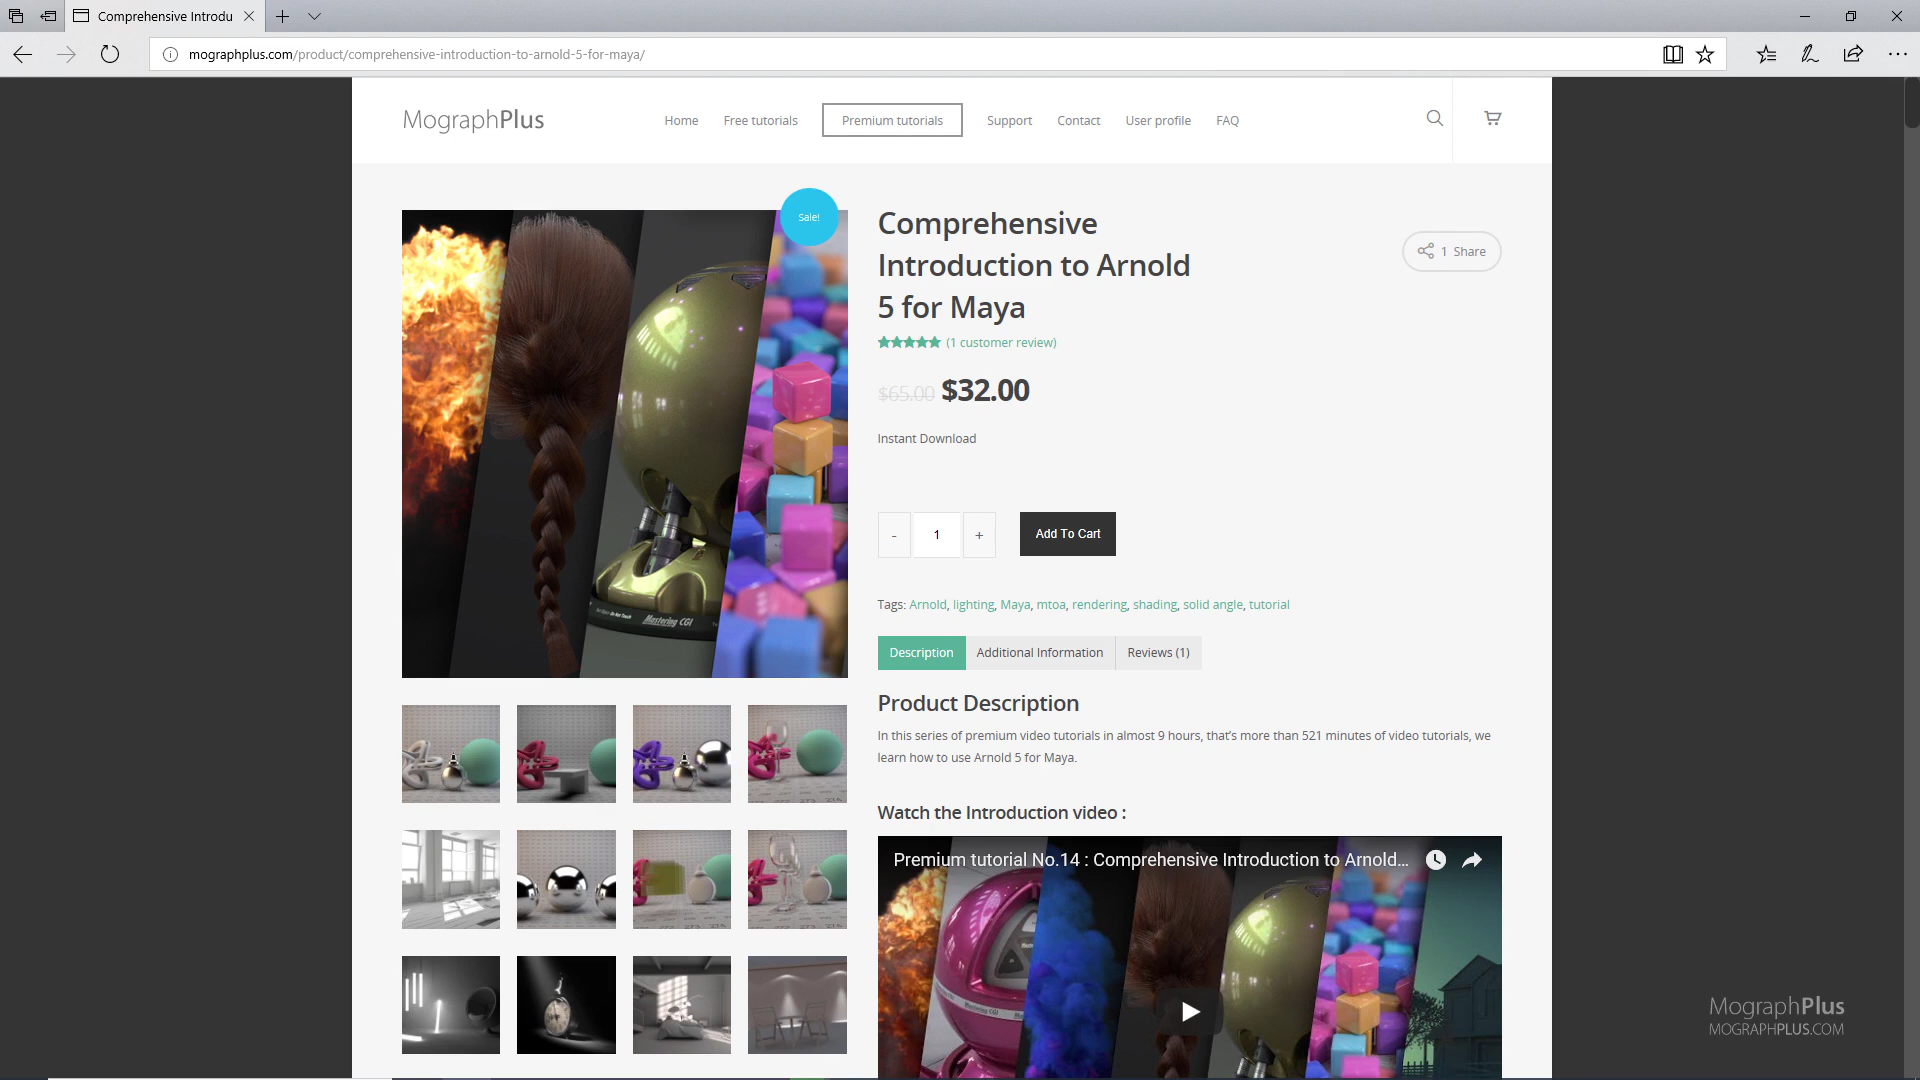 Comprehensive Introdu
mographplus.com/product/comprehensive-introduction-to-arnold-5-for-maya/
MographPlus
Home
Free tutorials
Premium tutorials
Support
Contact
User profile
FAQ
Sale!
Comprehensive
Introduction to Arnold
5 for Maya
1 Share
(1 customer review)
$65.00 $32.00
Instant Download
- 1 +
Add To Cart
Tags: Arnold, lighting, Maya, mtoa, rendering, shading, solid angle, tutorial
Description
Additional Information
Reviews (1)
Product Description
In this series of premium video tutorials in almost 9 hours, that's more than 521 minutes of video tutorials, we
learn how to use Arnold 5 for Maya.
Watch the Introduction video :
Premium tutorial No.14 : Comprehensive Introduction to Arnold...
Mastering CGI
MographPlus
MOGRAPHPLUS.COM